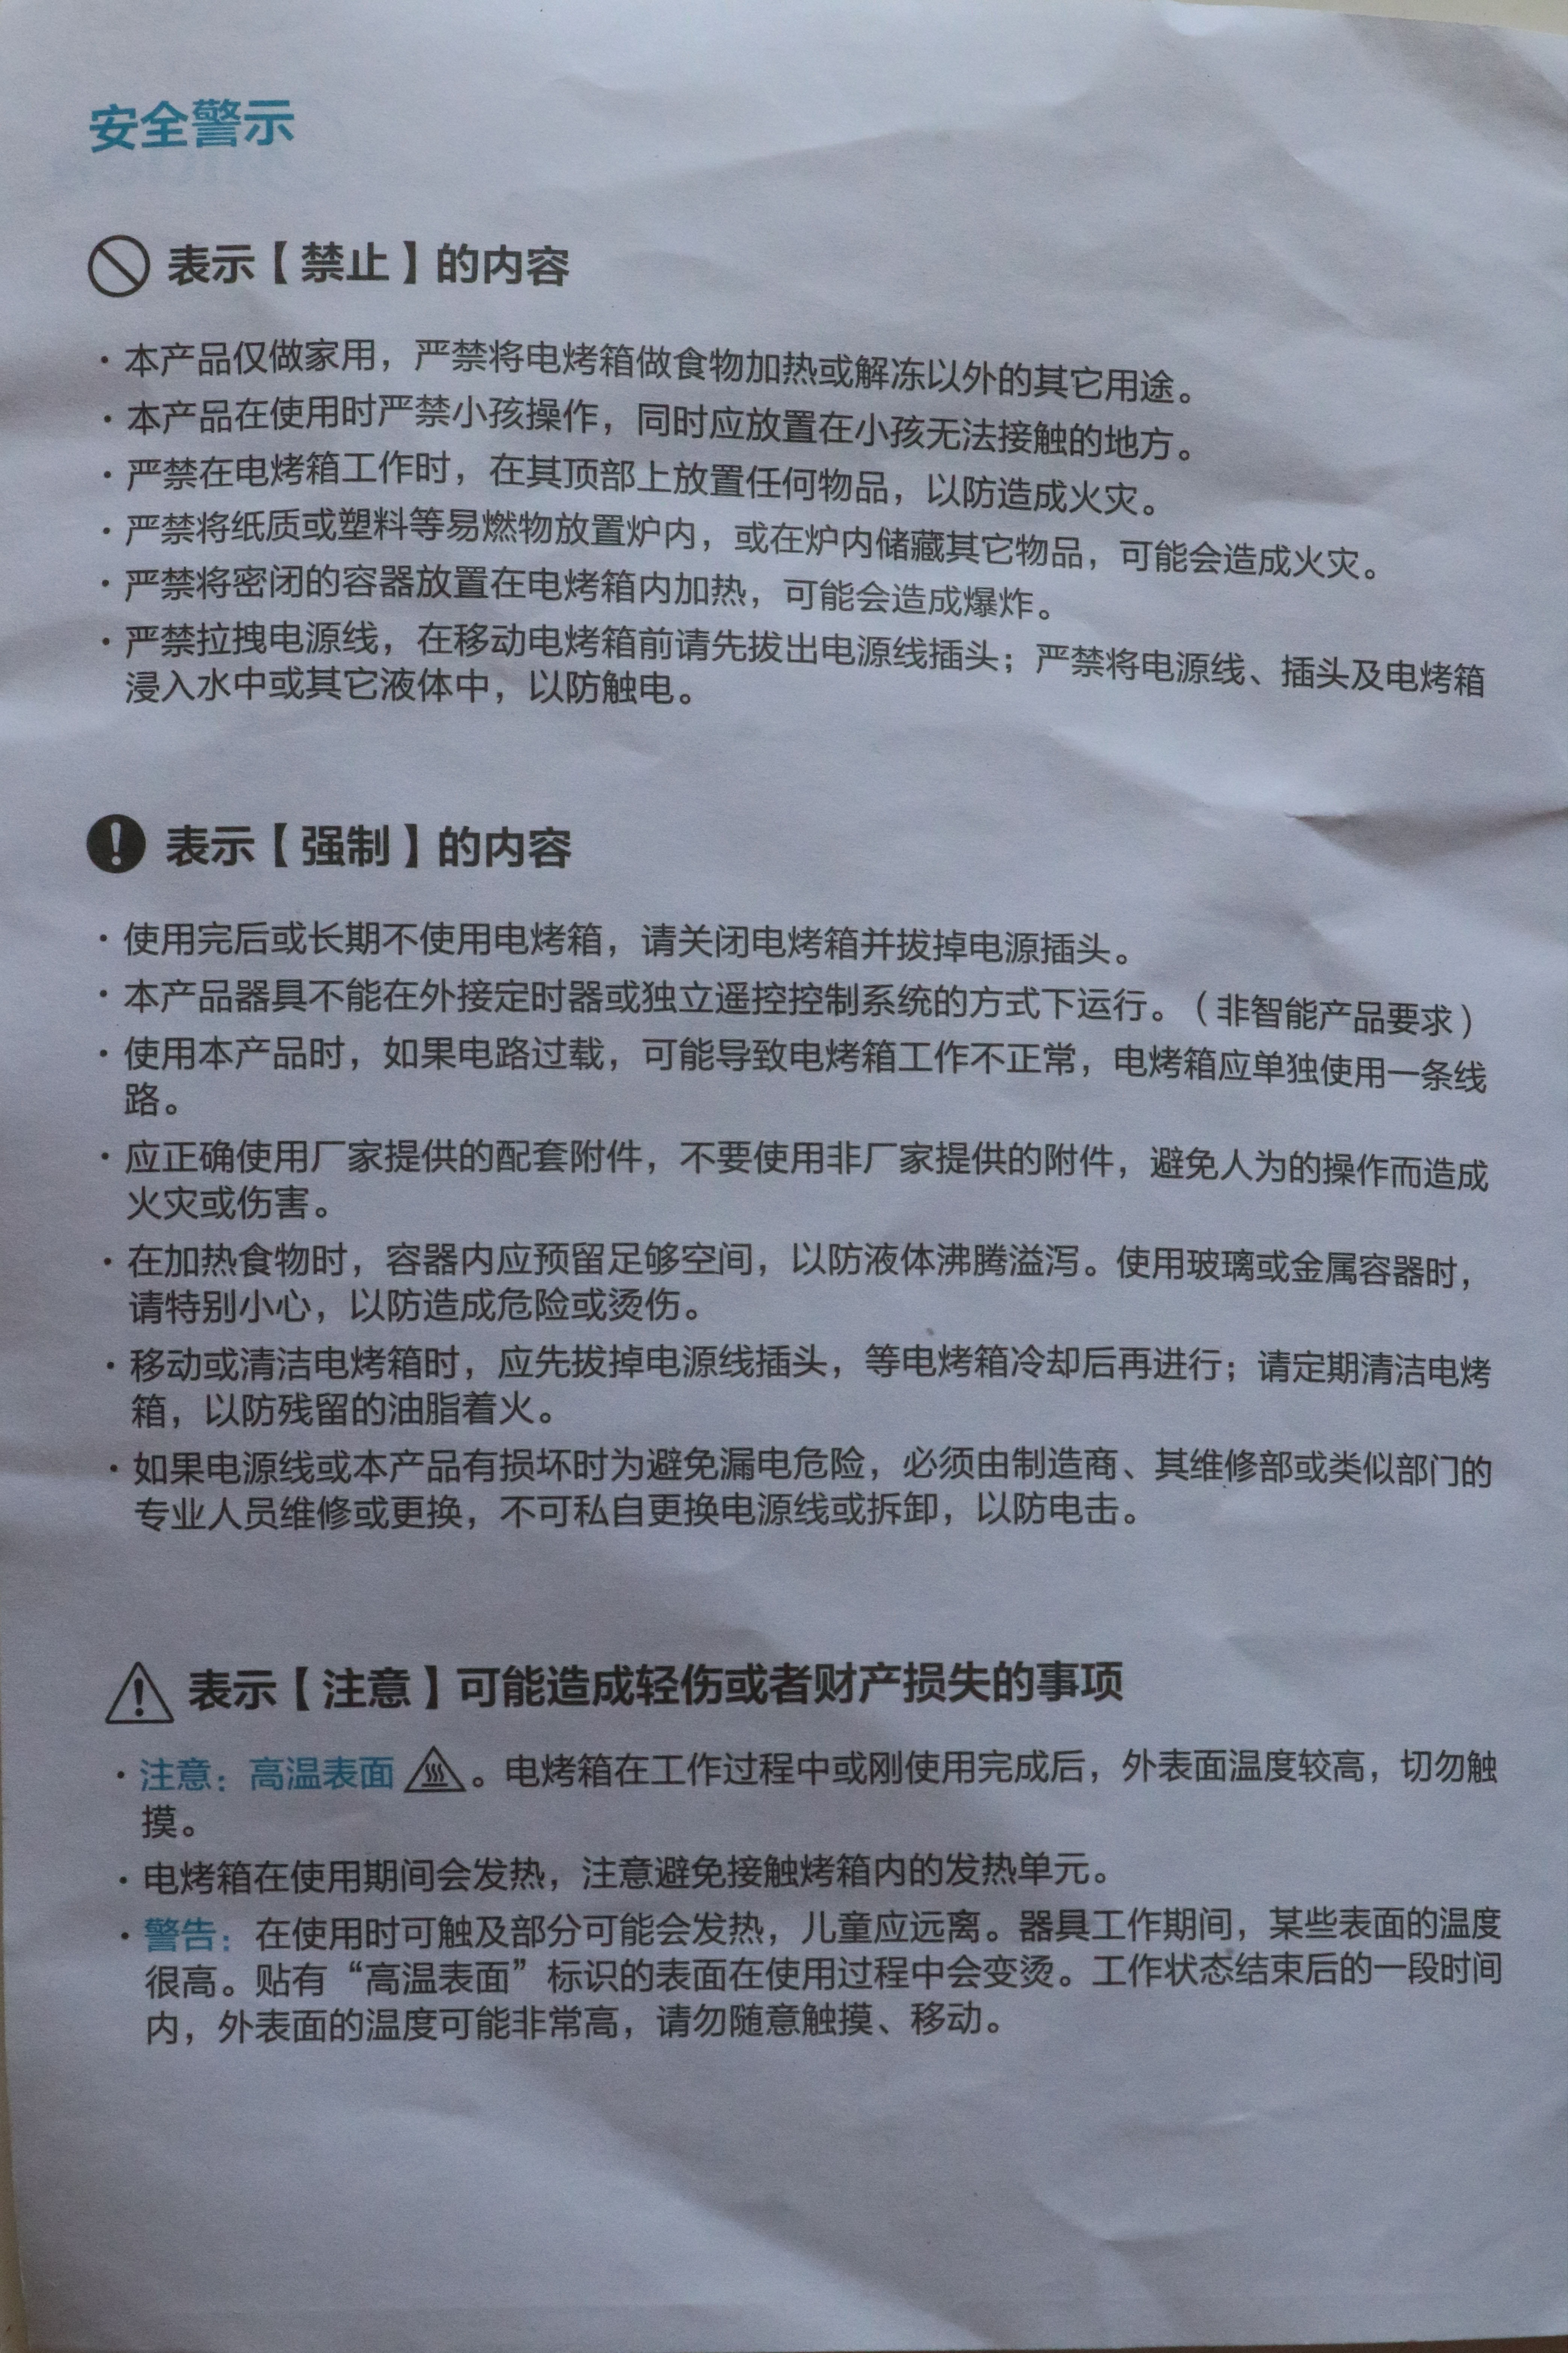 安全警示
表示【禁止】的内容
·本产品仅做家用，严禁将电烤箱做食物加热或解冻以外的其它用途。
·本产品在使用时严禁小孩操作，同时应放置在小孩无法接触的地方。
·严禁在电烤箱工作时，在其顶部上放置任何物品，以防造成火灾。
·严禁将纸质或塑料等易燃物放置炉内，或在炉内储藏其它物品，可能会造成火灾。
·严禁将密闭的容器放置在电烤箱内加热，可能会造成爆炸。
·严禁拉拽电源线，在移动电烤箱前请先拔出电源线插头；严禁将电源线、插头及电烤箱
浸入水中或其它液体中，以防触电。
表示【强制】的内容
·使用完后或长期不使用电烤箱，请关闭电烤箱并拔掉电源插头。
·本产品器具不能在外接定时器或独立遥控控制系统的方式下运行。（非智能产品要求）
·使用本产品时，如果电路过载，可能导致电烤箱工作不正常，电烤箱应单独使用一条线
路。
·应正确使用厂家提供的配套附件，不要使用非厂家提供的附件，避免人为的操作而造成
火灾或伤害。
·在加热食物时，容器内应预留足够空间，以防液体沸腾溢泻。使用玻璃或金属容器时，
请特别小心，以防造成危险或烫伤。
·移动或清洁电烤箱时，应先拔掉电源线插头，等电烤箱冷却后再进行；请定期清洁电烤
箱，以防残留的油脂着火。
·如果电源线或本产品有损坏时为避免漏电危险，必须由制造商、其维修部或类似部门的
专业人员维修或更换，不可私自更换电源线或拆卸，以防电击。
表示【注意】可能造成轻伤或者财产损失的事项
·注意：高温表面。电烤箱在工作过程中或刚使用完成后，外表面温度较高，切勿触
摸。
·电烤箱在使用期间会发热，注意避免接触烤箱内的发热单元。
·警告：在使用时可触及部分可能会发热，儿童应远离。器具工作期间，某些表面的温度
很高。贴有“高温表面”标识的表面在使用过程中会变烫。工作状态结束后的一段时间
内，外表面的温度可能非常高，请勿随意触摸、移动。